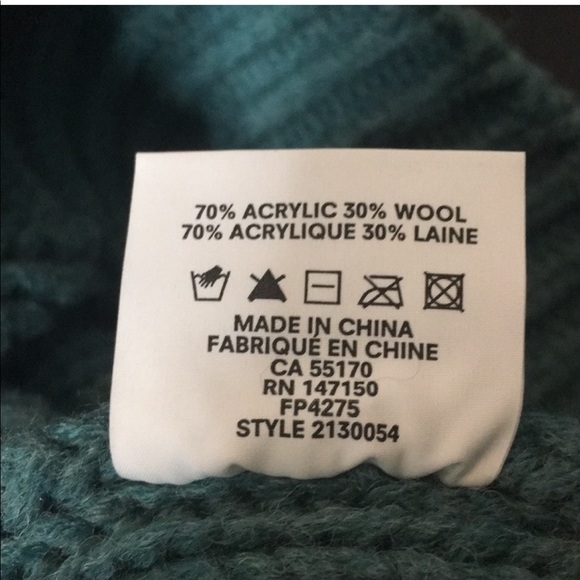 70% ACRYLIC 30% WOOL
70% ACRYLIQUE 30% LAINE
MADE IN CHINA
FABRIQUÉ EN CHINE
CA 55170
RN 147150
FP4275
STYLE 2130054